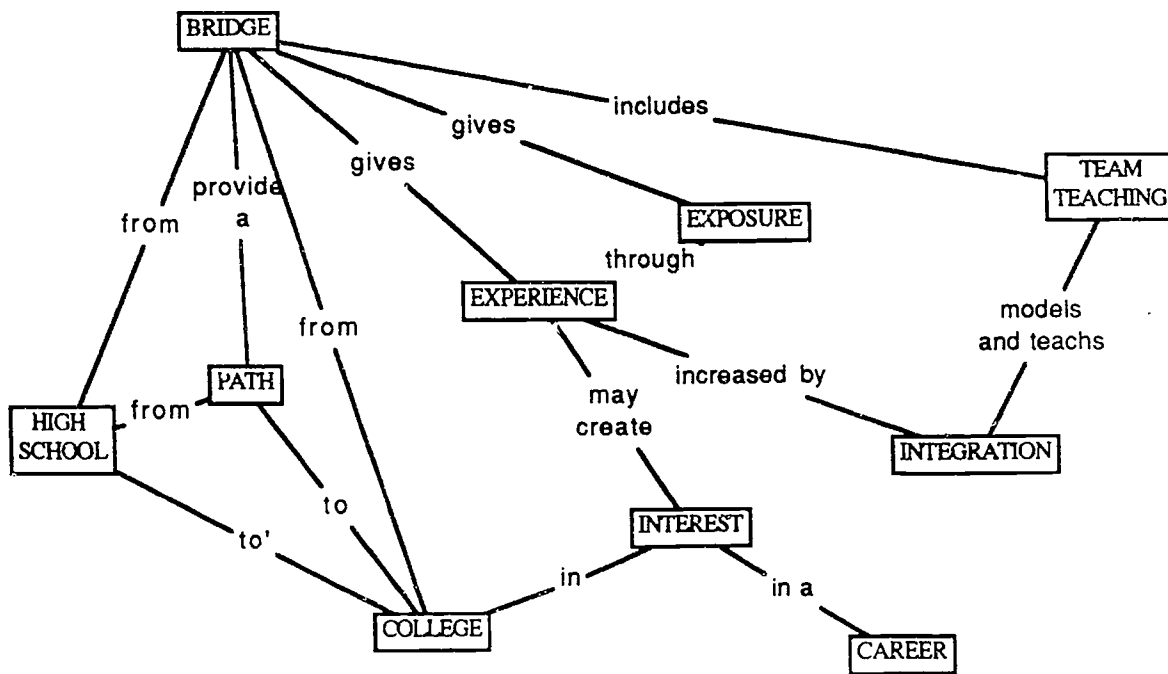 BRIDGE
includes
gives
gives
TEAM
TEACHING
provide
a
from
EXPOSURE
through
EXPERIENCE
from
models
and teachs
PATH
increased by
from
may
create
HIGH
SCHOOL
INTEGRATION
to
INTEREST
to'
in
in a
COLLEGE
CAREER